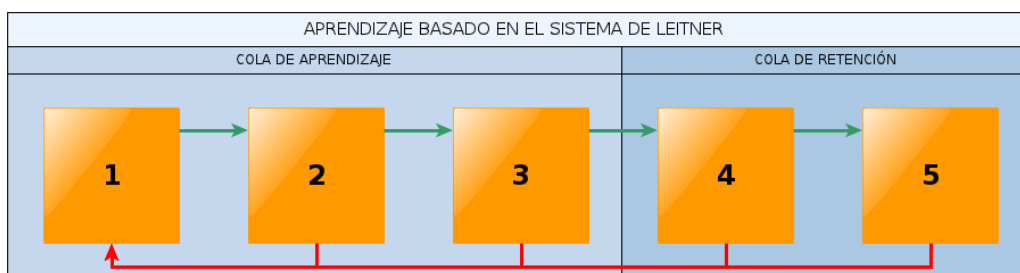 APRENDIZAJE BASADO EN EL SISTEMA DE LEITNER
COLA DE APRENDIZAJE
COLA DE RETENCIÓN
1
2
3
4
5